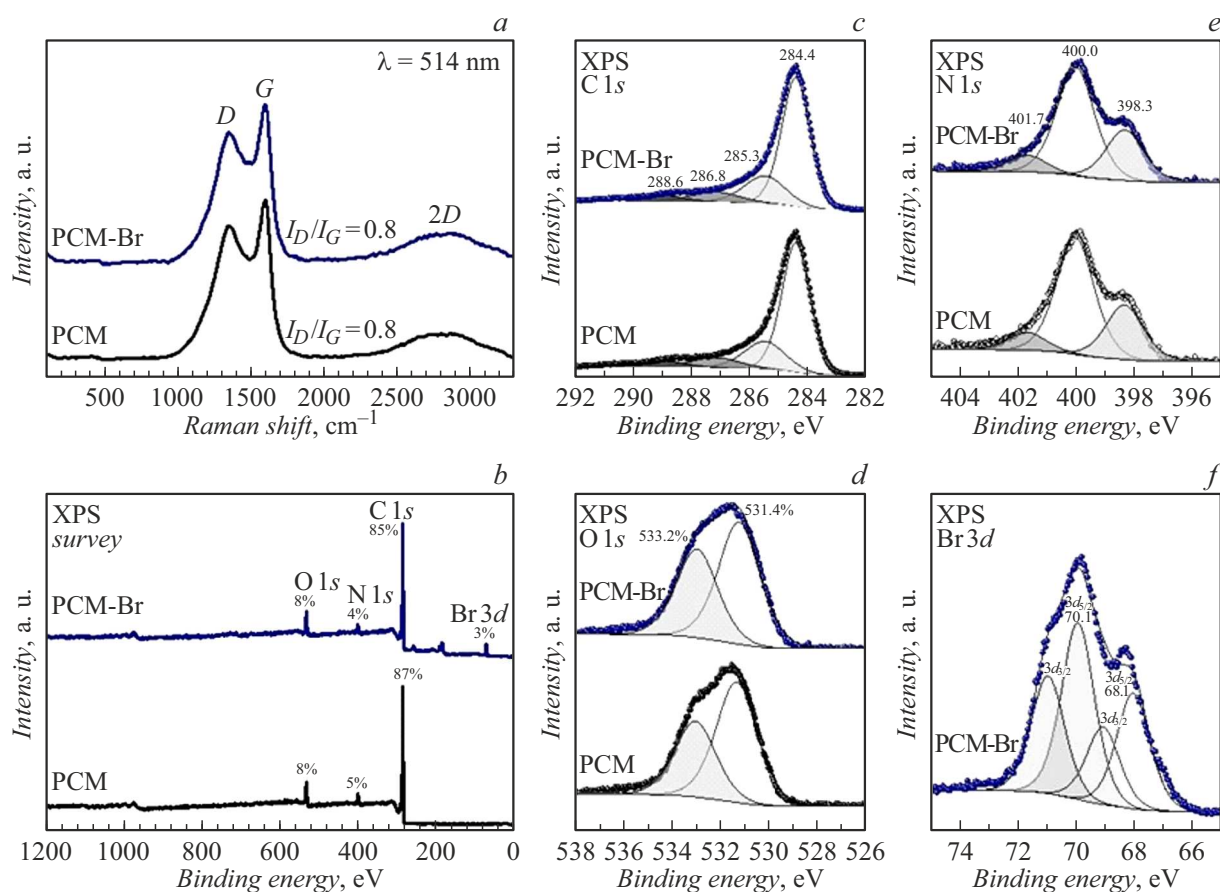 a
λ = 514 nm
G
D
2D
PCM-Br
I_D/I_G = 0.8
PCM
I_D/I_G = 0.8
Intensity, a. u.
500 1000 1500 2000 2500 3000
Raman shift, cm⁻¹
b
XPS
survey
C 1s
85%
O 1s
8%
N 1s
4%
Br 3d
3%
PCM-Br
87%
8%
5%
PCM
Intensity, a. u.
1200 1000 800 600 400 200 0
Binding energy, eV
c
XPS
C 1s
284.4
PCM-Br
285.3
286.8
288.6
PCM
Intensity, a. u.
292 290 288 286 284 282
Binding energy, eV
d
XPS
O 1s
533.2%
531.4%
PCM-Br
PCM
Intensity, a. u.
538 536 534 532 530 528 526
Binding energy, eV
e
XPS
N 1s
400.0
398.3
401.7
PCM-Br
PCM
Intensity, a. u.
404 402 400 398 396
Binding energy, eV
f
XPS
Br 3d
3d5/2
70.1
3d3/2
3d5/2
68.1
3d3/2
PCM-Br
Intensity, a. u.
74 72 70 68 66
Binding energy, eV